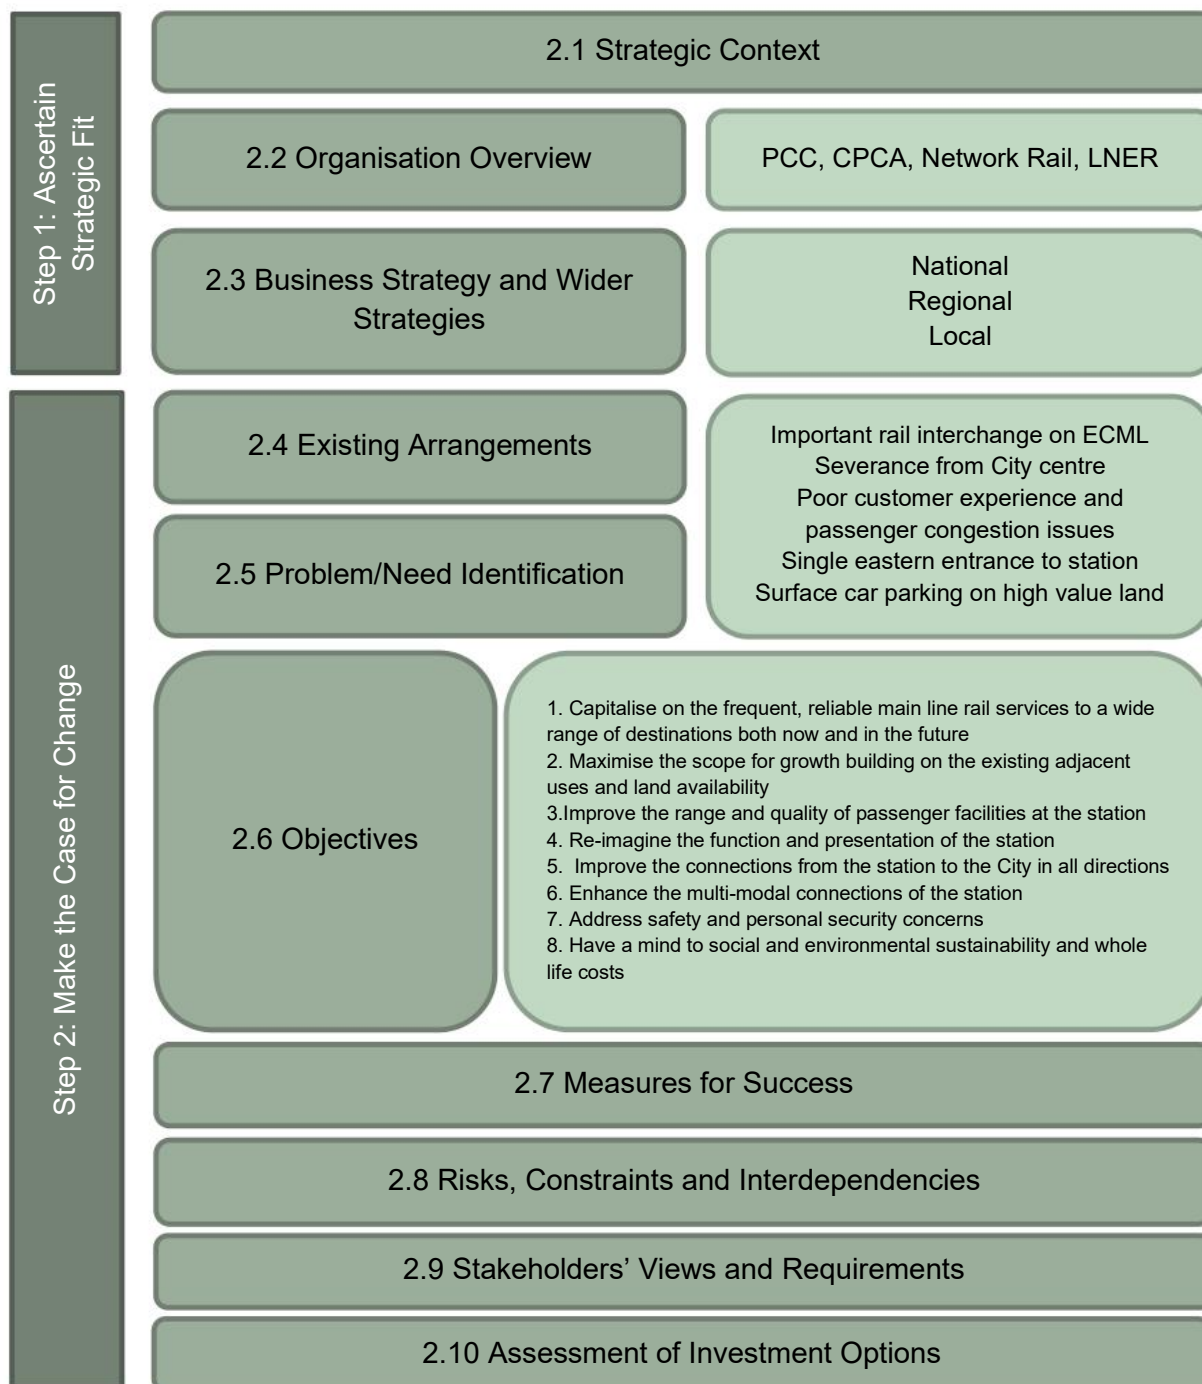 Step 1: Ascertain
Strategic Fit
2.1 Strategic Context
2.2 Organisation Overview
PCC, CPCA, Network Rail, LNER
2.3 Business Strategy and Wider
Strategies
National
Regional
Local
Step 2: Make the Case for Change
2.4 Existing Arrangements
2.5 Problem/Need Identification
Important rail interchange on ECML
Severance from City centre
Poor customer experience and
passenger congestion issues
Single eastern entrance to station
Surface car parking on high value land
2.6 Objectives
1. Capitalise on the frequent, reliable main line rail services to a wide
range of destinations both now and in the future
2. Maximise the scope for growth building on the existing adjacent
uses and land availability
3.Improve the range and quality of passenger facilities at the station
4. Re-imagine the function and presentation of the station
5.  Improve the connections from the station to the City in all directions
6. Enhance the multi-modal connections of the station
7. Address safety and personal security concerns
8. Have a mind to social and environmental sustainability and whole
life costs
2.7 Measures for Success
2.8 Risks, Constraints and Interdependencies
2.9 Stakeholders’ Views and Requirements
2.10 Assessment of Investment Options